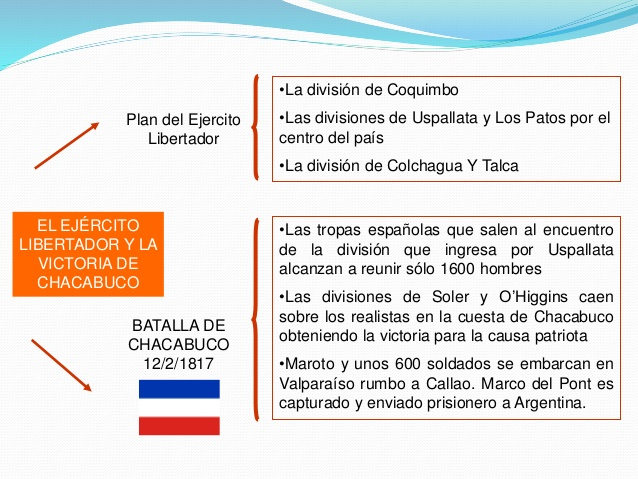 Plan del Ejercito
Libertador
•La división de Coquimbo
•Las divisiones de Uspallata y Los Patos por el
centro del país
•La división de Colchagua Y Talca
EL EJÉRCITO
LIBERTADOR Y LA
VICTORIA DE
CHACABUCO
BATALLA DE
CHACABUCO
12/2/1817
•Las tropas españolas que salen al encuentro
de la división que ingresa por Uspallata
alcanzan a reunir sólo 1600 hombres
•Las divisiones de Soler y O’Higgins caen
sobre los realistas en la cuesta de Chacabuco
obteniendo la victoria para la causa patriota
•Maroto y unos 600 soldados se embarcan en
Valparaíso rumbo a Callao. Marco del Pont es
capturado y enviado prisionero a Argentina.